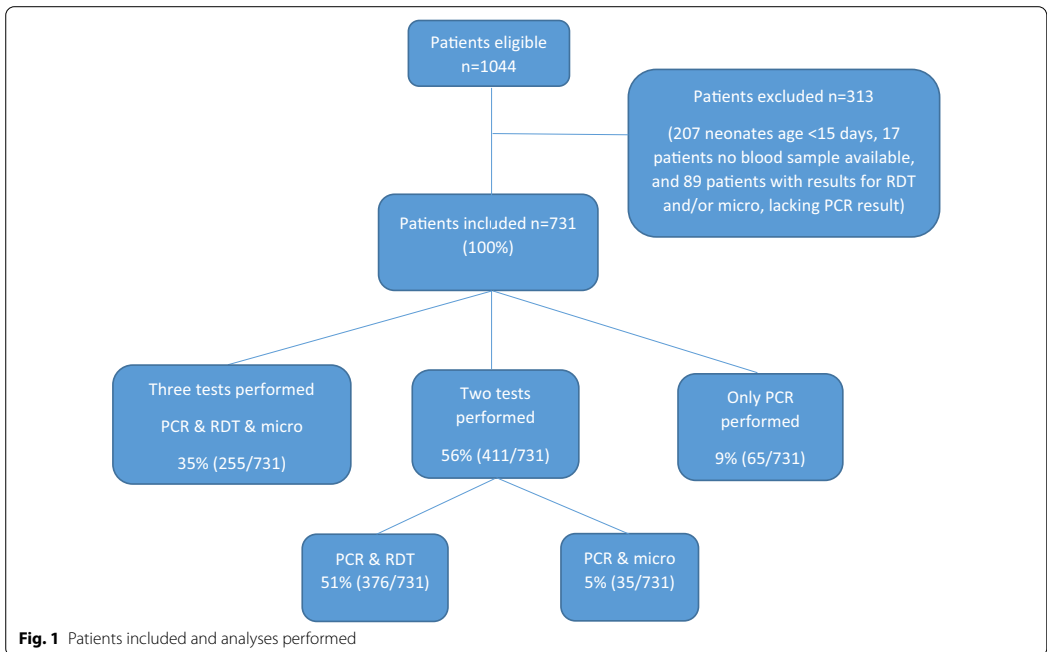 Patients eligible
n=1044
Patients excluded n=313
(207 neonates age <15 days, 17
patients no blood sample available,
and 89 patients with results for RDT
and/or micro, lacking PCR result)
Patients included n=731
(100%)
Three tests performed
PCR & RDT & micro
35% (255/731)
Two tests
performed
56% (411/731)
Only PCR
performed
9% (65/731)
PCR & RDT
51% (376/731)
PCR & micro
5% (35/731)
Fig. 1 Patients included and analyses performed